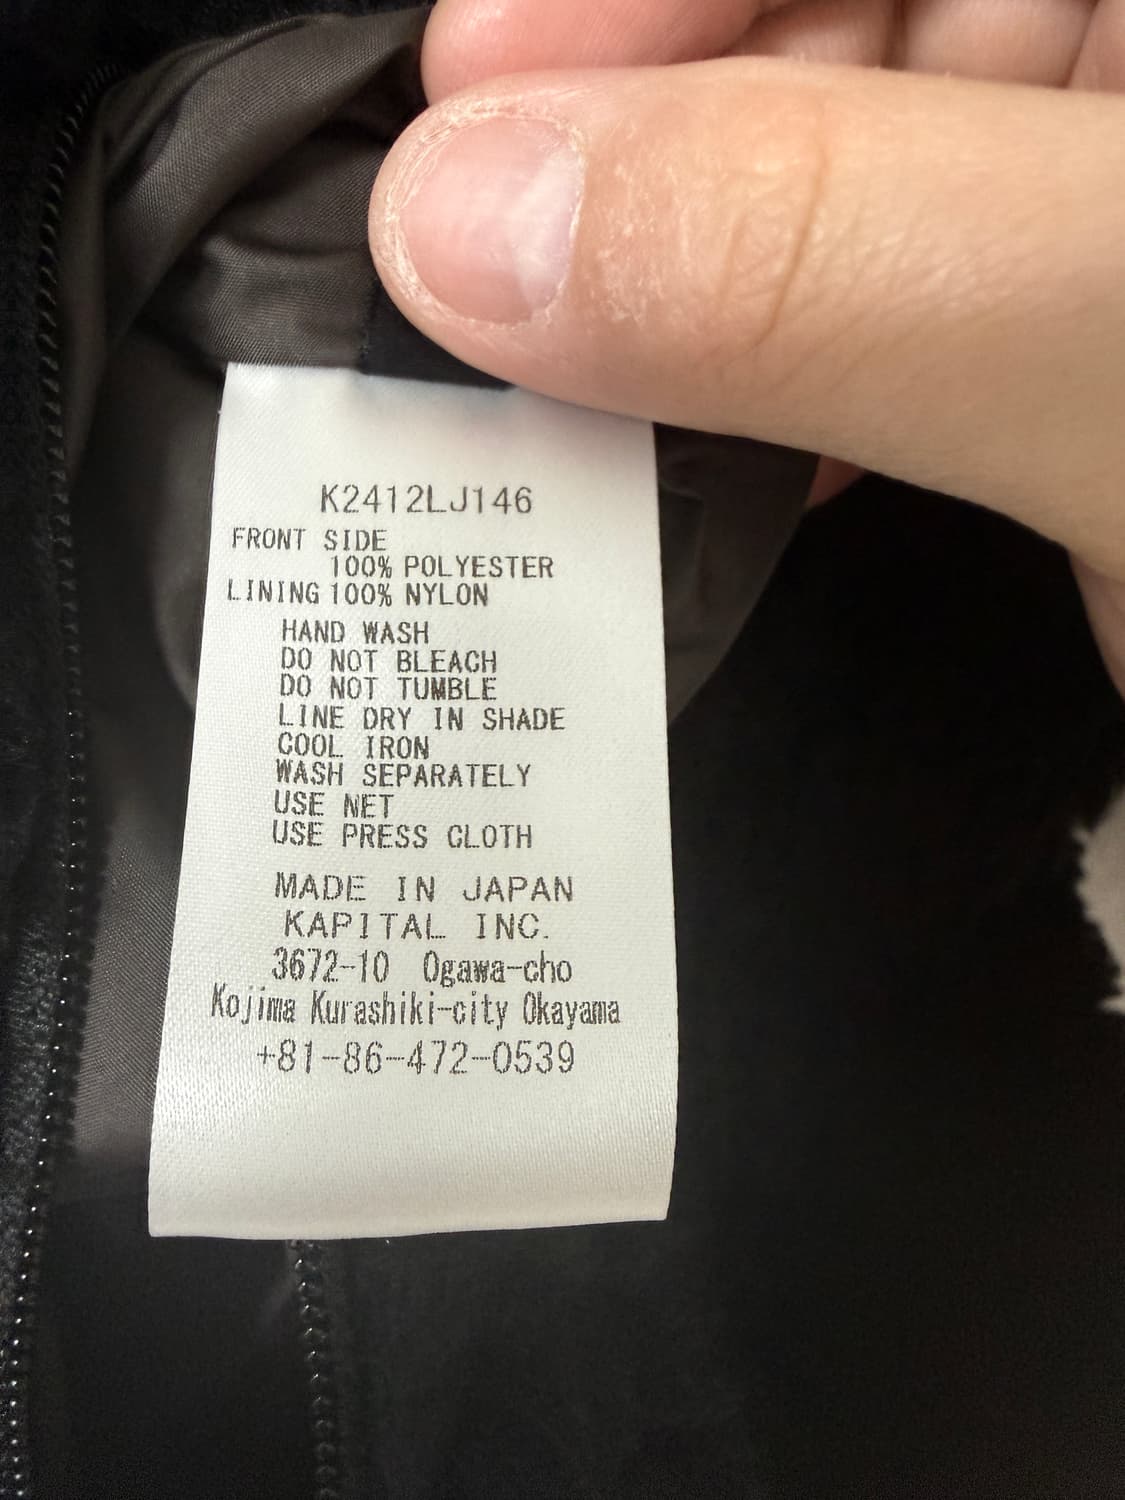 K2412LJ146
FRONT SIDE
100% POLYESTER
LINING 100% NYLON
HAND WASH
DO NOT BLEACH
DO NOT TUMBLE
LINE DRY IN SHADE
COOL IRON
WASH SEPARATELY
USE NET
USE PRESS CLOTH
MADE IN JAPAN
KAPITAL INC.
3672-10 Ogawa-cho
Kojima Kurashiki-city Okayama
+81-86-472-0539